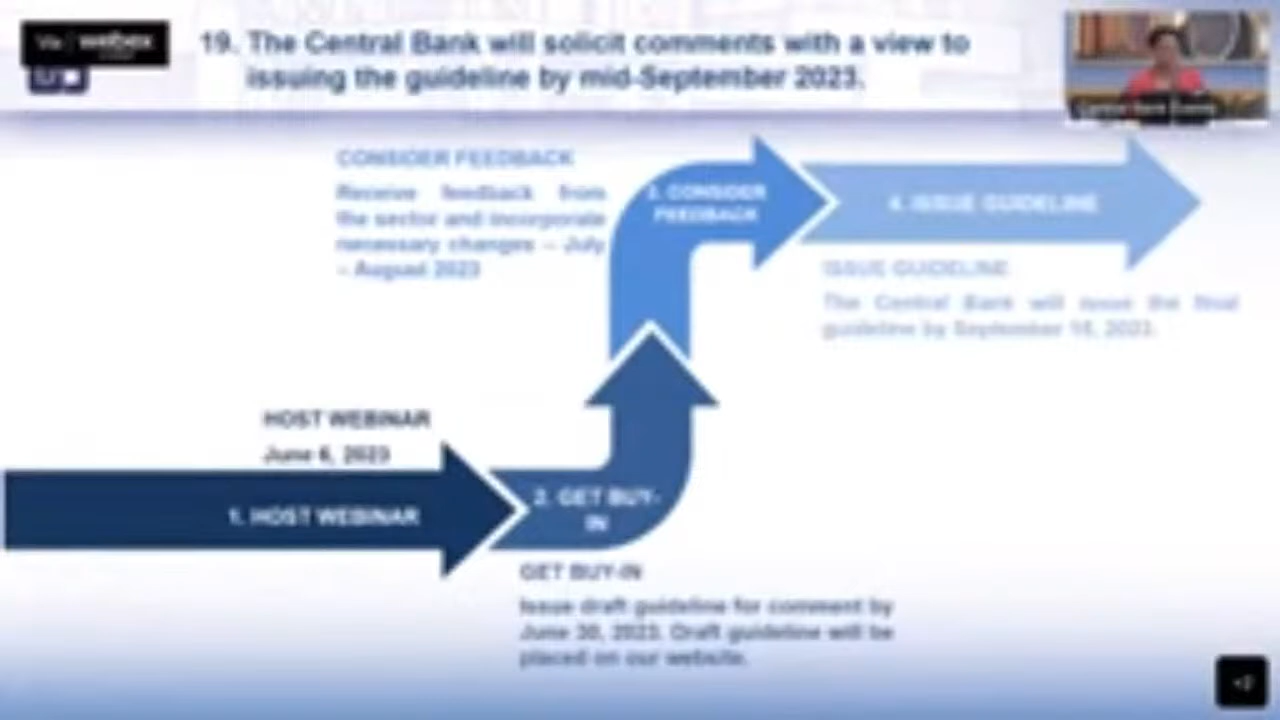 Via webex
19. The Central Bank will solicit comments with a view to
issuing the guideline by mid-September 2023.
CONSIDER FEEDBACK
Receive feedback from
the sector and incorporate
necessary changes – July
– August 2023
3. CONSIDER
FEEDBACK
4. ISSUE GUIDELINE
ISSUE GUIDELINE
The Central Bank will issue the final
guideline by September 15, 2023.
HOST WEBINAR
June 6, 2023
1. HOST WEBINAR
2. GET BUY-
IN
GET BUY-IN
Issue draft guideline for comment by
June 30, 2023. Draft guideline will be
placed on our website.